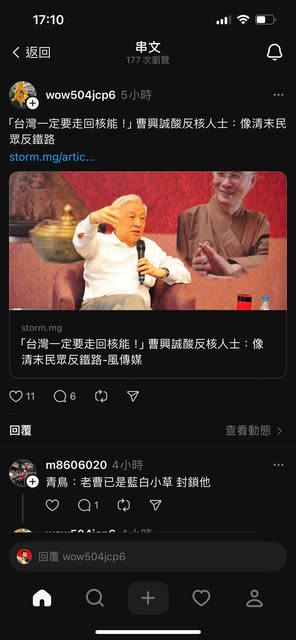 17:10
返回
串文
177 次瀏覽
wow504jcp6 5小時
「台灣一定要走回核能！」曹興誠酸反核人士：像清末民
眾反鐵路
storm.mg/artic...
storm.mg
「台灣一定要走回核能！」曹興誠酸反核人士：像
清末民眾反鐵路-風傳媒
11
6
回覆
查看動態
m8606020 4小時
青鳥：老曹已是藍白小草 封鎖他
1
回覆 wow504jcp6